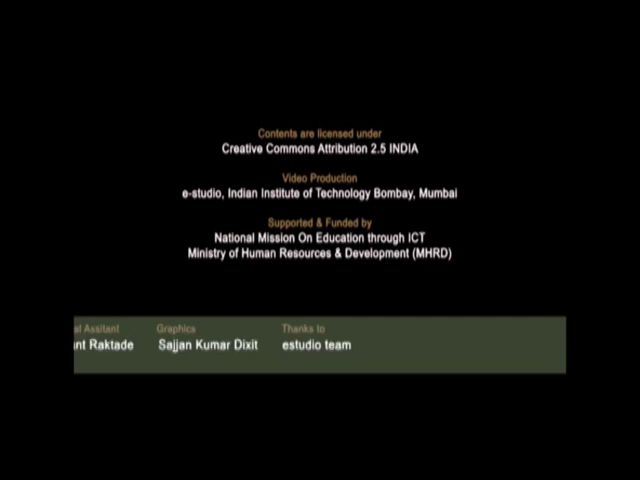 Contents are licensed under
Creative Commons Attribution 2.5 INDIA
Video Production
e-studio, Indian Institute of Technology Bombay, Mumbai
Supported & Funded by
National Mission On Education through ICT
Ministry of Human Resources & Development (MHRD)
Assitant Graphics Thanks to
Raktade Sajjan Kumar Dixit estudio team